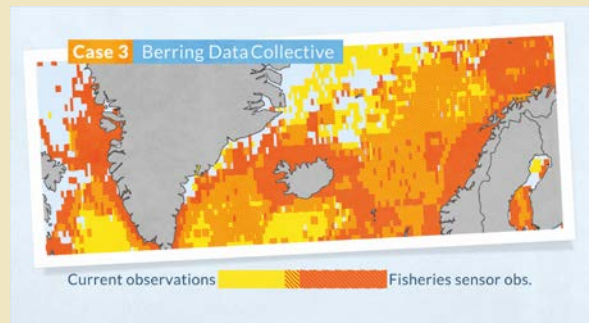 Case 3 Berring Data Collective
Current observations Fisheries sensor obs.